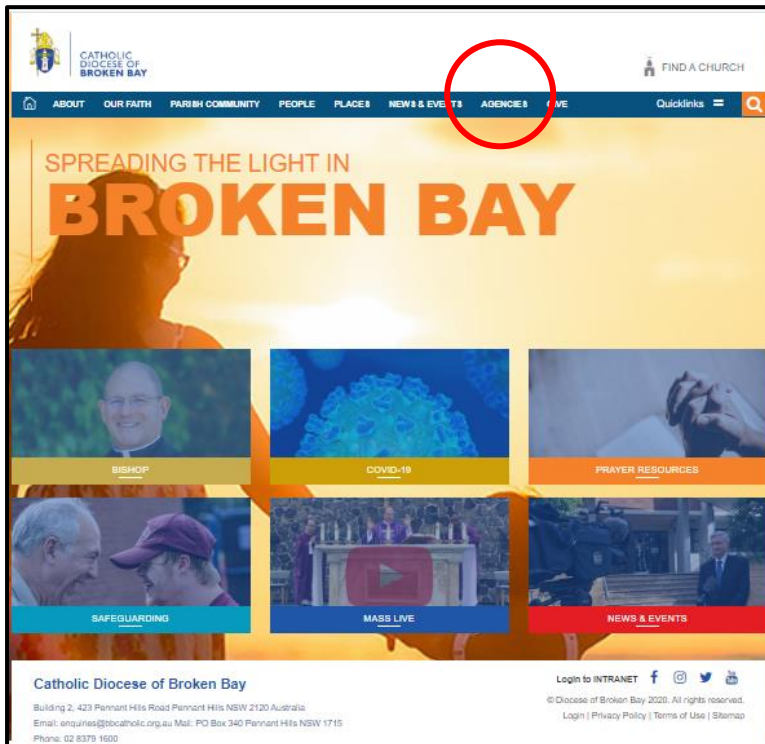 CATHOLIC
DIOCESE OF
BROKEN BAY
FIND A CHURCH
ABOUT OUR FAITH PARISH COMMUNITY PEOPLE PLACES NEWS & EVENTS AGENCIES GIVE Quicklinks
SPREADING THE LIGHT IN
BROKEN BAY
BISHOP COVID-19 PRAYER RESOURCES
SAFEGUARDING MASS LIVE NEWS & EVENTS
Catholic Diocese of Broken Bay
Building 2, 423 Pennant Hills Road Pennant Hills NSW 2120 Australia
Email: enquiries@bbcatholic.org.au Mail: PO Box 340 Pennant Hills NSW 1715
Phone: 02 8379 1600
Login to INTRANET
© Diocese of Broken Bay 2020. All rights reserved.
Login | Privacy Policy | Terms of Use | Sitemap